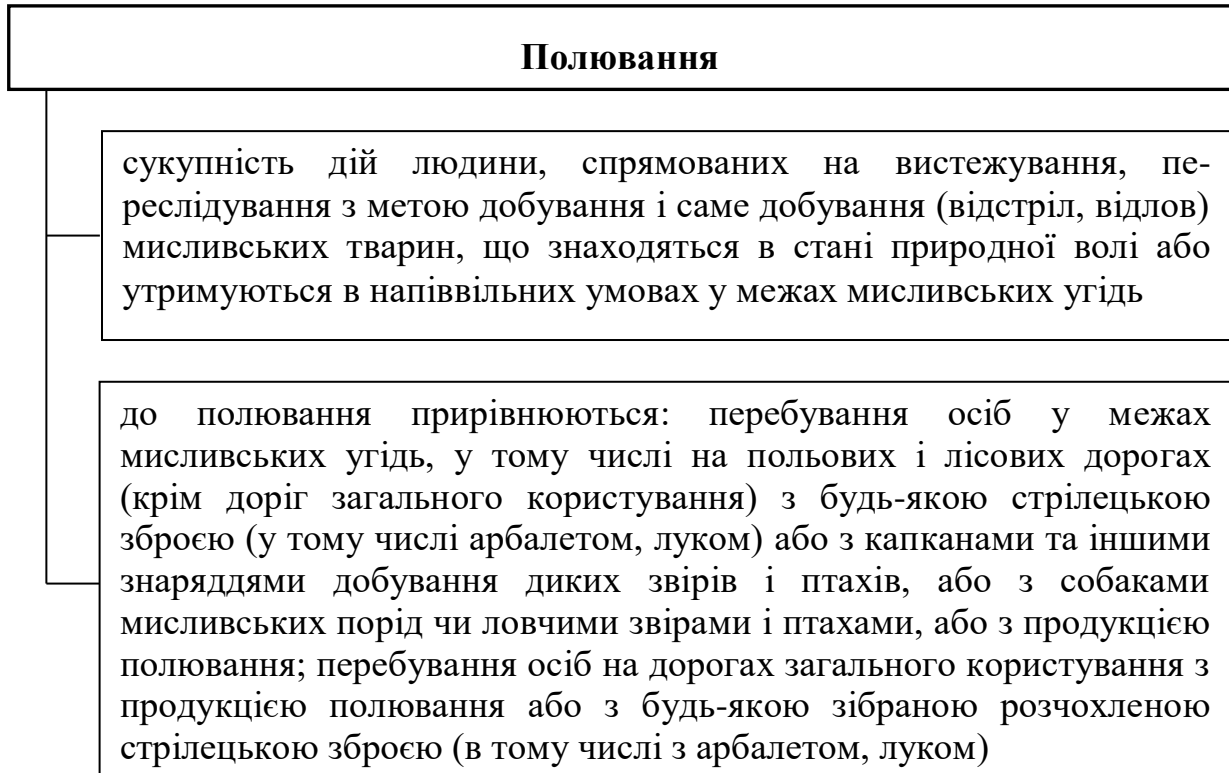 Полювання
сукупність дій людини, спрямованих на вистежування, пе-
реслідування з метою добування і саме добування (відстріл, відлов)
мисливських тварин, що знаходяться в стані природної волі або
утримуються в напіввільних умовах у межах мисливських угідь
до полювання прирівнюються: перебування осіб у межах
мисливських угідь, у тому числі на польових і лісових дорогах
(крім доріг загального користування) з будь-якою стрілецькою
зброєю (у тому числі арбалетом, луком) або з капканами та іншими
знаряддями добування диких звірів і птахів, або з собаками
мисливських порід чи ловчими звірами і птахами, або з продукцією
полювання; перебування осіб на дорогах загального користування з
продукцією полювання або з будь-якою зібраною розчохленою
стрілецькою зброєю (в тому числі з арбалетом, луком)